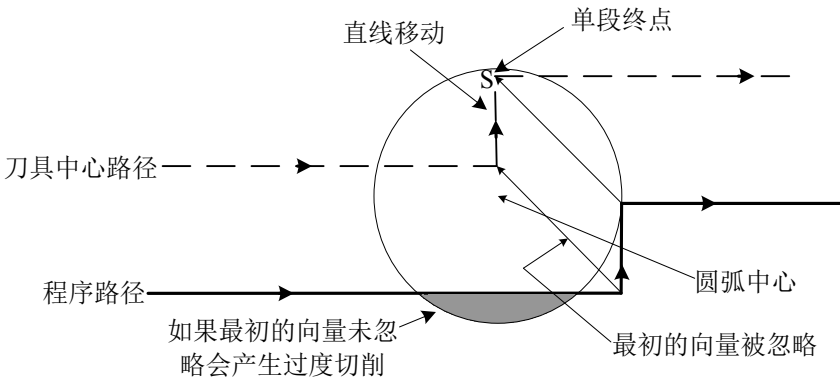 单段终点
直线移动
S
刀具中心路径
圆弧中心
程序路径
如果最初的向量未忽
略会产生过度切削
最初的向量被忽略